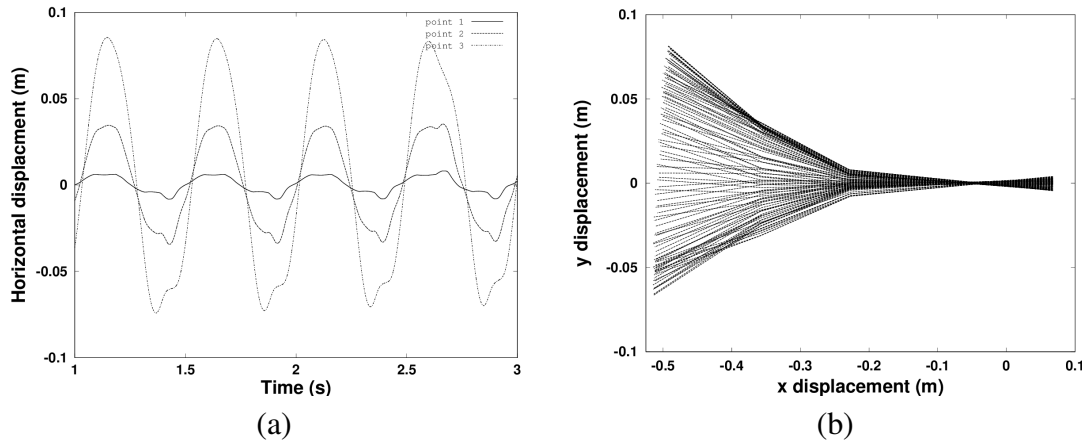 0.1
0.05
0
-0.05
-0.1
Horizontal displacment (m)
point 1
point 2
point 3
1
1.5
2
2.5
3
Time (s)
(a)
0.1
0.05
0
-0.05
-0.1
y displacement (m)
-0.5
-0.4
-0.3
-0.2
-0.1
0
0.1
x displacement (m)
(b)